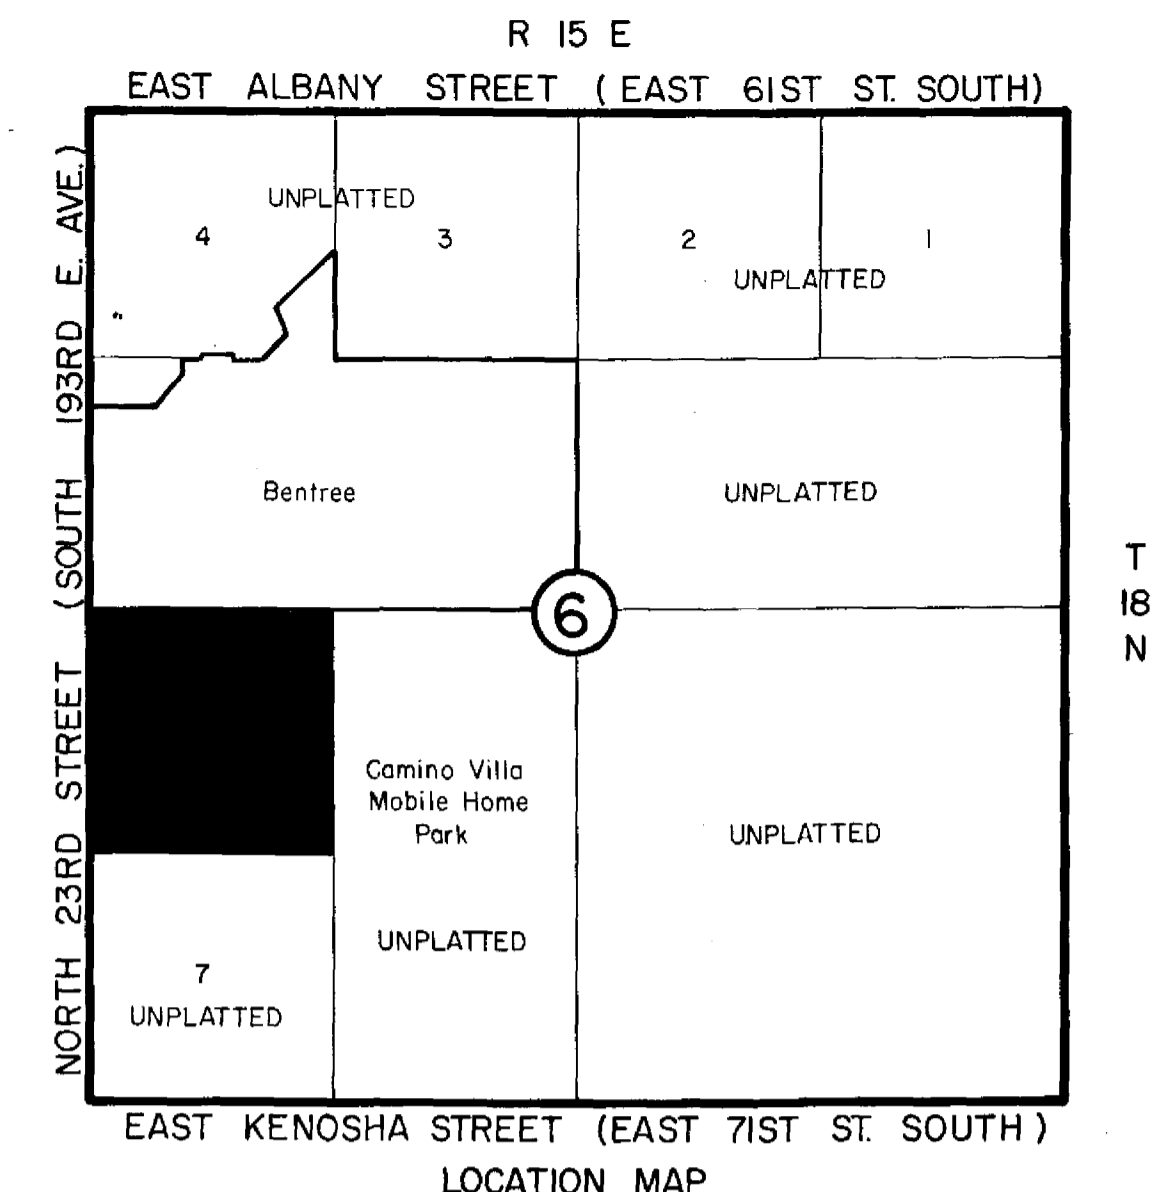 R 15 E
EAST ALBANY STREET (EAST 61ST ST. SOUTH)
NORTH 23RD STREET (SOUTH 193RD E. AVE.)
UNPLATTED
4
3
2
1
UNPLATTED
Bentree
UNPLATTED
T
18
N
6
Camino Villa
Mobile Home
Park
UNPLATTED
UNPLATTED
7
UNPLATTED
EAST KENOSHA STREET (EAST 71ST ST. SOUTH)
LOCATION MAP